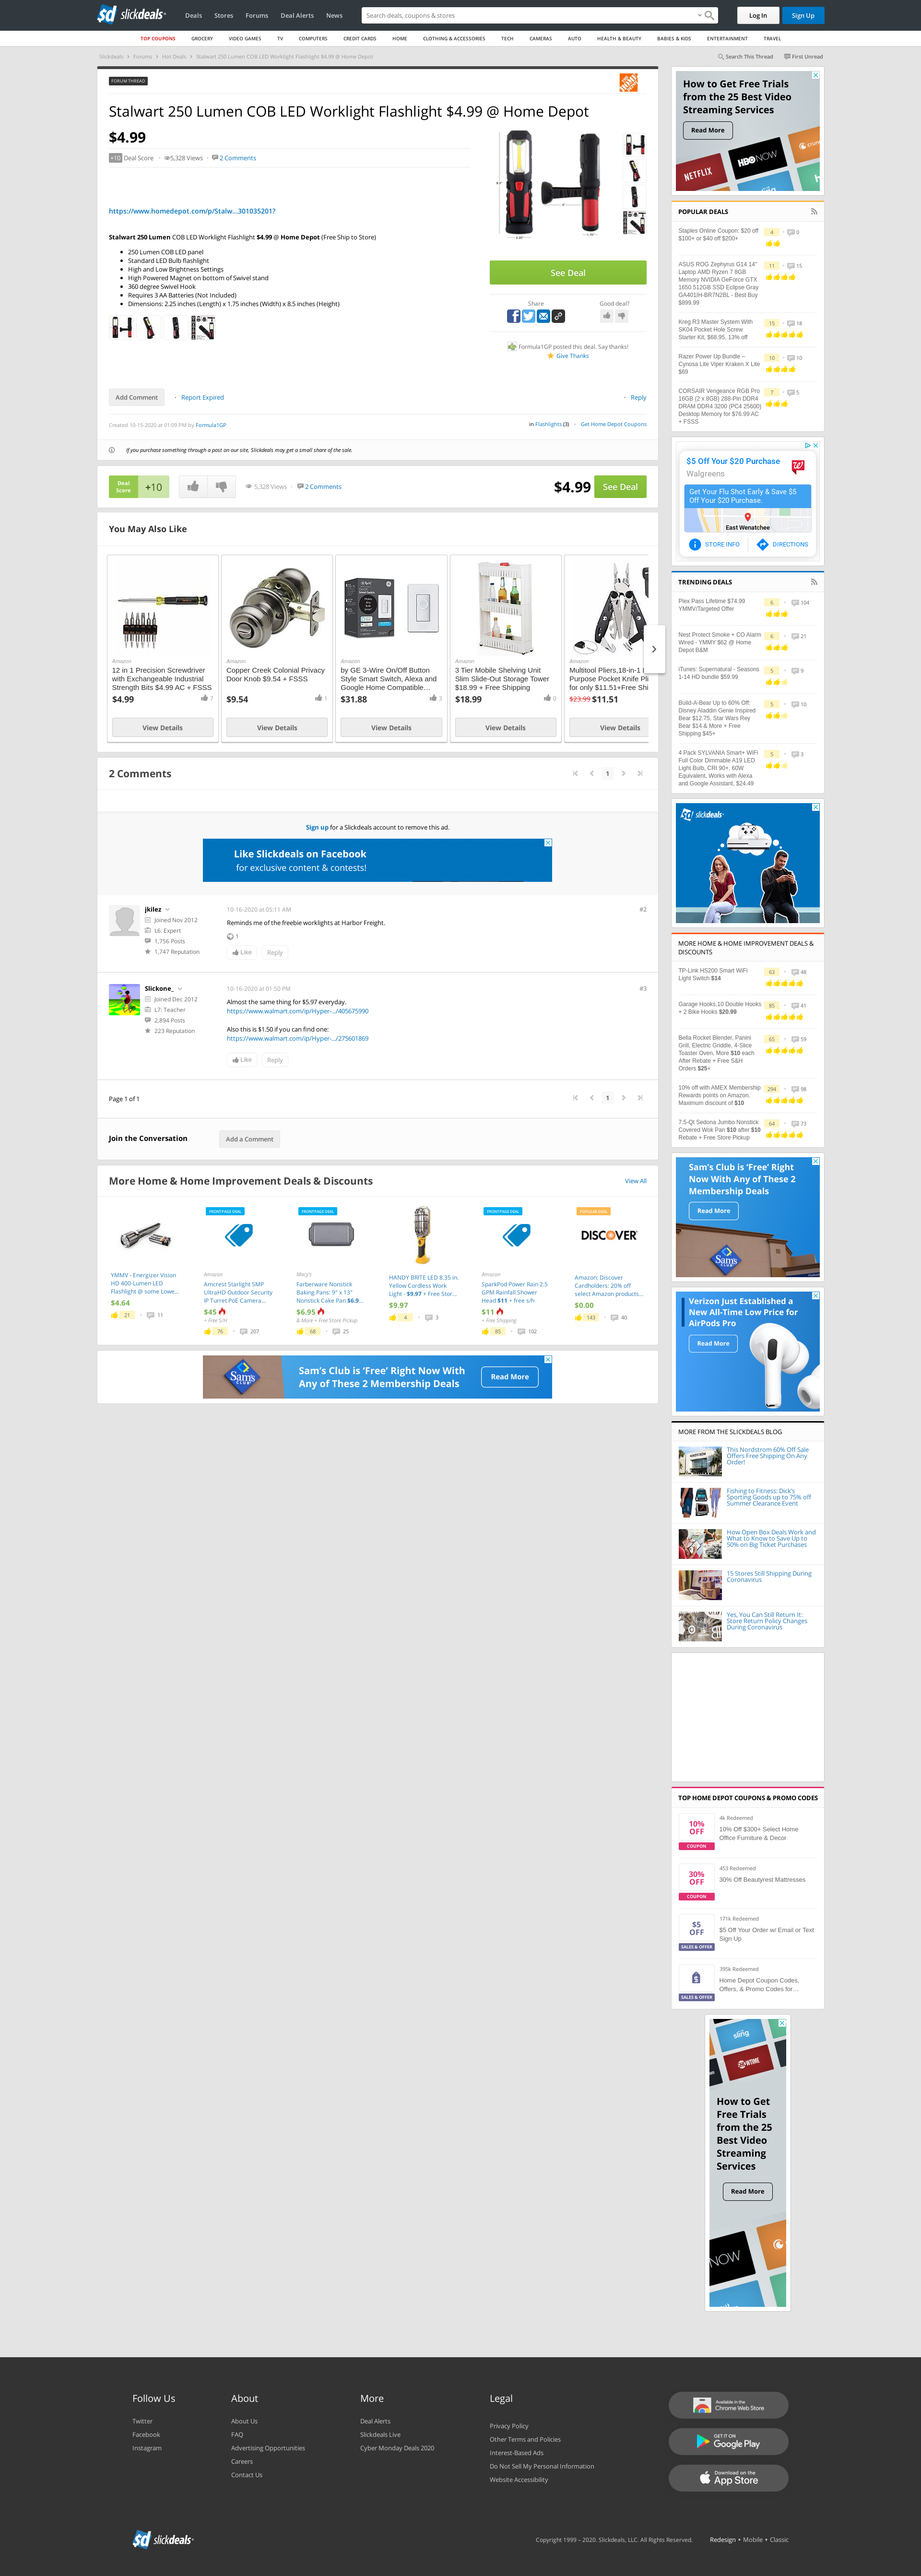 slickdeals
Deals
Stores
Forums
Deal Alerts
News
Search deals, coupons & stores
Log In
Sign Up
TOP COUPONS
GROCERY
VIDEO GAMES
TV
COMPUTERS
CREDIT CARDS
HOME
CLOTHING & ACCESSORIES
TECH
CAMERAS
AUTO
HEALTH & BEAUTY
BABIES & KIDS
ENTERTAINMENT
TRAVEL
Slickdeals > Forums > Hot Deals > Stalwart 250 Lumen COB LED Worklight Flashlight $4.99 @ Home Depot
Search This Thread
First Unread
FORUM THREAD
Stalwart 250 Lumen COB LED Worklight Flashlight $4.99 @ Home Depot
$4.99
+10 Deal Score
5,328 Views
2 Comments
https://www.homedepot.com/p/Stalw...301035201?
Stalwart 250 Lumen COB LED Worklight Flashlight $4.99 @ Home Depot (Free Ship to Store)
250 Lumen COB LED panel
Standard LED Bulb flashlight
High and Low Brightness Settings
High Powered Magnet on bottom of Swivel stand
360 degree Swivel Hook
Requires 3 AA Batteries (Not Included)
Dimensions: 2.25 inches (Length) x 1.75 inches (Width) x 8.5 inches (Height)
See Deal
Share
Good deal?
Formula1GP posted this deal. Say thanks!
Give Thanks
Add Comment
Report Expired
Reply
Created 10-15-2020 at 01:09 PM by Formula1GP
in Flashlights (3)
Get Home Depot Coupons
If you purchase something through a post on our site, Slickdeals may get a small share of the sale.
Deal
Score
+10
5,328 Views
2 Comments
$4.99
See Deal
You May Also Like
Amazon
12 in 1 Precision Screwdriver
with Exchangeable Industrial
Strength Bits $4.99 AC + FSSS
$4.99
7
View Details
Amazon
Copper Creek Colonial Privacy
Door Knob $9.54 + FSSS
$9.54
1
View Details
Amazon
by GE 3-Wire On/Off Button
Style Smart Switch, Alexa and
Google Home Compatible...
$31.88
3
View Details
Amazon
3 Tier Mobile Shelving Unit
Slim Slide-Out Storage Tower
$18.99 + Free Shipping
$18.99
0
View Details
Amazon
Multitool Pliers,18-in-1
Purpose Pocket Knife Pli
for only $11.51+Free Shi
$23.99 $11.51
View Details
2 Comments
1
Sign up for a Slickdeals account to remove this ad.
Like Slickdeals on Facebook
for exclusive content & contests!
jkilez
Joined Nov 2012
L6: Expert
1,756 Posts
1,747 Reputation
10-16-2020 at 05:11 AM
#2
Reminds me of the freebie worklights at Harbor Freight.
1
Like
Reply
Slickone_
Joined Dec 2012
L7: Teacher
2,894 Posts
223 Reputation
10-16-2020 at 01:50 PM
#3
Almost the same thing for $5.97 everyday.
https://www.walmart.com/ip/Hyper-.../405675990
Also this is $1.50 if you can find one:
https://www.walmart.com/ip/Hyper-.../275601869
Like
Reply
Page 1 of 1
1
Join the Conversation
Add a Comment
More Home & Home Improvement Deals & Discounts
View All
YMMV - Energizer Vision
HD 400-Lumen LED
Flashlight @ some Lowe...
$4.64
21
11
FRONTPAGE DEAL
Amazon
Amcrest Starlight 5MP
UltraHD Outdoor Security
IP Turret PoE Camera...
$45
+ Free S/H
76
207
FRONTPAGE DEAL
Macy's
Farberware Nonstick
Baking Pans: 9" x 13"
Nonstick Cake Pan $6.9...
$6.95
& More + Free Store Pickup
68
25
HANDY BRITE LED 8.35 in.
Yellow Cordless Work
Light - $9.97 + Free Stor...
$9.97
4
3
FRONTPAGE DEAL
Amazon
SparkPod Power Rain 2.5
GPM Rainfall Shower
Head $11 + free s/h
$11
+ Free Shipping
85
102
POPULAR DEAL
DISCOVER
Amazon: Discover
Cardholders: 20% off
select Amazon products...
$0.00
143
40
Sam's Club
Sam's Club is 'Free' Right Now With
Any of These 2 Membership Deals
Read More
How to Get Free Trials
from the 25 Best Video
Streaming Services
Read More
NETFLIX
HBO NOW
sling
POPULAR DEALS
Staples Online Coupon: $20 off
$100+ or $40 off $200+
4
0
ASUS ROG Zephyrus G14 14"
Laptop AMD Ryzen 7 8GB
Memory NVIDIA GeForce GTX
1650 512GB SSD Eclipse Gray
GA401IH-BR7N2BL - Best Buy
$899.99
11
15
Kreg R3 Master System With
SK04 Pocket Hole Screw
Starter Kit, $68.95, 13% off
15
18
Razor Power Up Bundle –
Cynosa Lite Viper Kraken X Lite
$69
10
10
CORSAIR Vengeance RGB Pro
16GB (2 x 8GB) 288-Pin DDR4
DRAM DDR4 3200 (PC4 25600)
Desktop Memory for $76.99 AC
+ FSSS
7
5
$5 Off Your $20 Purchase
Walgreens
Get Your Flu Shot Early & Save $5
Off Your $20 Purchase.
East Wenatchee
STORE INFO
DIRECTIONS
TRENDING DEALS
Plex Pass Lifetime $74.99
YMMV/Targeted Offer
6
104
Nest Protect Smoke + CO Alarm
Wired - YMMY $62 @ Home
Depot B&M
6
21
iTunes: Supernatural - Seasons
1-14 HD bundle $59.99
5
9
Build-A-Bear Up to 60% Off:
Disney Aladdin Genie Inspired
Bear $12.75, Star Wars Rey
Bear $14 & More + Free
Shipping $45+
5
10
4 Pack SYLVANIA Smart+ WiFi
Full Color Dimmable A19 LED
Light Bulb, CRI 90+, 60W
Equivalent, Works with Alexa
and Google Assistant, $24.49
5
3
slickdeals
MORE HOME & HOME IMPROVEMENT DEALS &
DISCOUNTS
TP-Link HS200 Smart WiFi
Light Switch $14
63
48
Garage Hooks,10 Double Hooks
+ 2 Bike Hooks $20.99
85
41
Bella Rocket Blender, Panini
Grill, Electric Griddle, 4-Slice
Toaster Oven, More $10 each
After Rebate + Free S&H
Orders $25+
65
59
10% off with AMEX Membership
Rewards points on Amazon.
Maximum discount of $10
294
98
7.5-Qt Sedona Jumbo Nonstick
Covered Wok Pan $10 after $10
Rebate + Free Store Pickup
64
73
Sam's Club is 'Free' Right
Now With Any of These 2
Membership Deals
Read More
Sam's Club
Verizon Just Established a
New All-Time Low Price for
AirPods Pro
Read More
MORE FROM THE SLICKDEALS BLOG
This Nordstrom 60% Off Sale
Offers Free Shipping On Any
Order!
Fishing to Fitness: Dick's
Sporting Goods up to 75% off
Summer Clearance Event
How Open Box Deals Work and
What to Know to Save Up to
50% on Big Ticket Purchases
15 Stores Still Shipping During
Coronavirus
Yes, You Can Still Return It:
Store Return Policy Changes
During Coronavirus
TOP HOME DEPOT COUPONS & PROMO CODES
10%
OFF
COUPON
4k Redeemed
10% Off $300+ Select Home
Office Furniture & Decor
30%
OFF
COUPON
453 Redeemed
30% Off Beautyrest Mattresses
$5
OFF
SALES & OFFER
171k Redeemed
$5 Off Your Order w/ Email or Text
Sign Up
SALES & OFFER
395k Redeemed
Home Depot Coupon Codes,
Offers, & Promo Codes for...
sling
SHOWTIME
How to Get
Free Trials
from the 25
Best Video
Streaming
Services
Read More
NOW
Follow Us
Twitter
Facebook
Instagram
About
About Us
FAQ
Advertising Opportunities
Careers
Contact Us
More
Deal Alerts
Slickdeals Live
Cyber Monday Deals 2020
Legal
Privacy Policy
Other Terms and Policies
Interest-Based Ads
Do Not Sell My Personal Information
Website Accessibility
Available in the
Chrome Web Store
GET IT ON
Google Play
Download on the
App Store
slickdeals
Copyright 1999 – 2020. Slickdeals, LLC. All Rights Reserved.
Redesign • Mobile • Classic